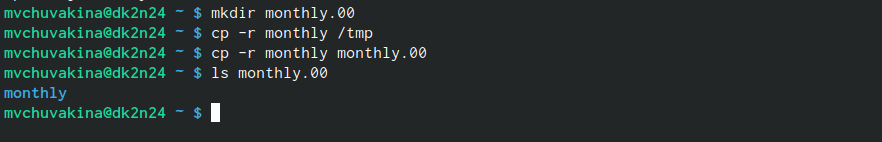 mvchuvakina@dk2n24 ~ $ mkdir monthly.00
mvchuvakina@dk2n24 ~ $ cp -r monthly /tmp
mvchuvakina@dk2n24 ~ $ cp -r monthly monthly.00
mvchuvakina@dk2n24 ~ $ ls monthly.00
monthly
mvchuvakina@dk2n24 ~ $